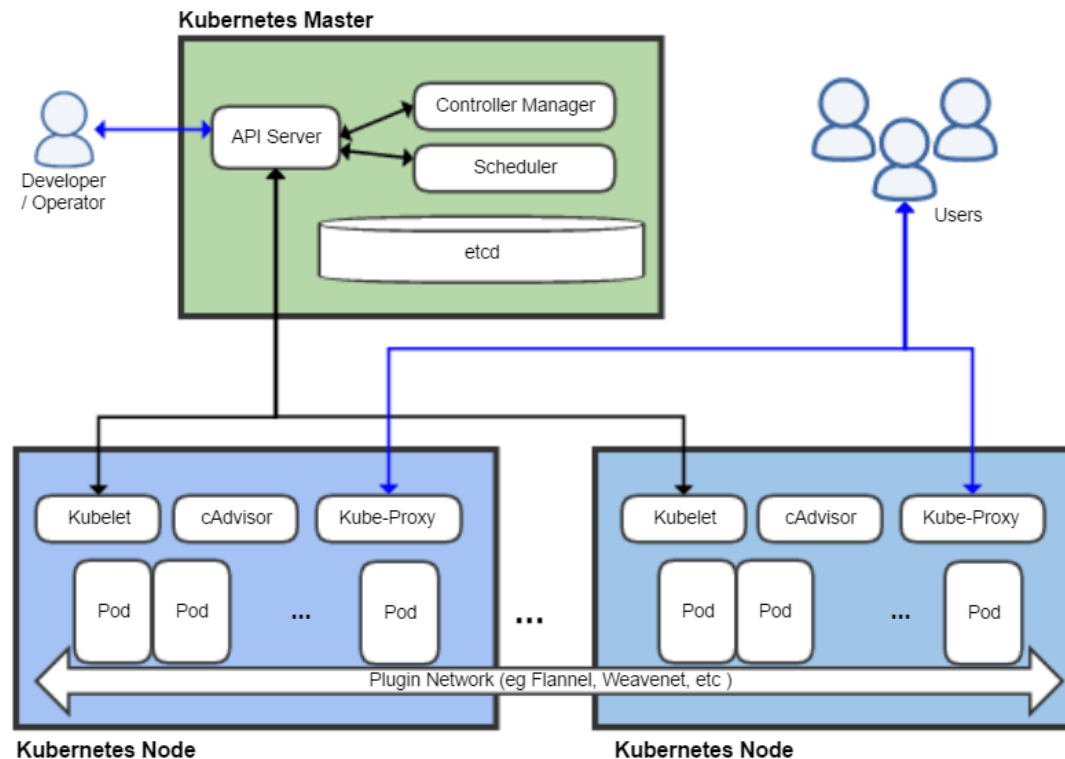 Kubernetes Master
API Server
Controller Manager
Scheduler
etcd
Developer
/ Operator
Users
Kubelet
cAdvisor
Kube-Proxy
Pod
Pod
...
Pod
...
Kubelet
cAdvisor
Kube-Proxy
Pod
Pod
...
Pod
Plugin Network (eg Flannel, Weavenet, etc )
Kubernetes Node
Kubernetes Node